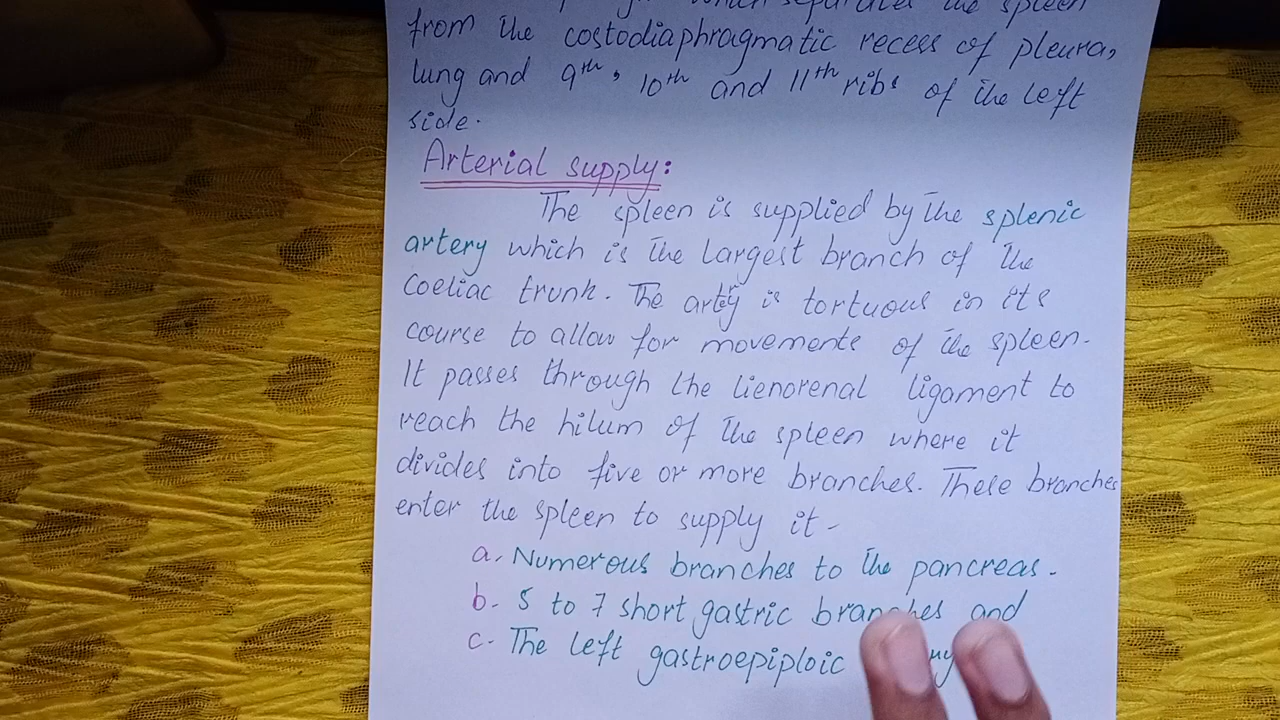 which separates the spleen
from the costodiaphragmatic recess of pleura,
lung and 9th, 10th and 11th ribs of the left
side.
Arterial supply:
The spleen is supplied by the splenic
artery which is the largest branch of the
coeliac trunk. The artery is tortuous in its
course to allow for movements of the spleen.
It passes through the lienorenal ligament to
reach the hilum of the spleen where it
divides into five or more branches. These branches
enter the spleen to supply it-
a. Numerous branches to the pancreas.
b. 5 to 7 short gastric branches and
c. The left gastroepiploic